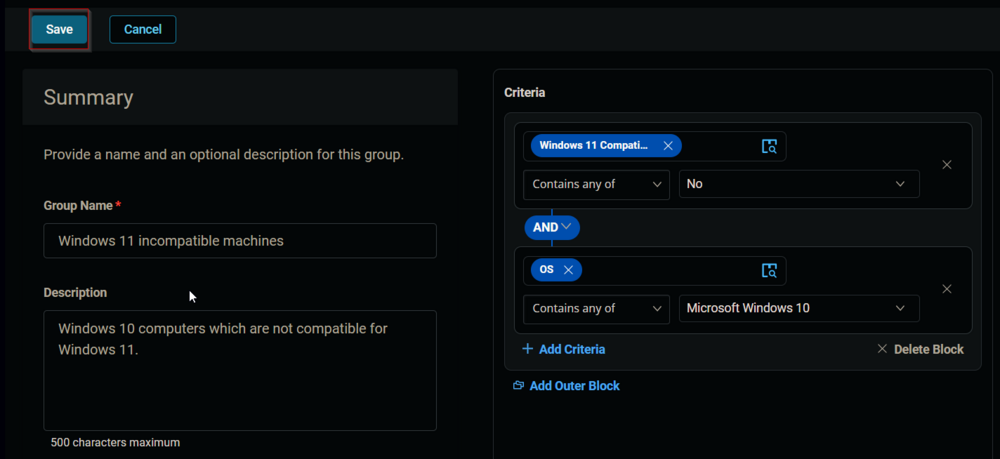 Save
Cancel
Summary
Provide a name and an optional description for this group.
Group Name *
Windows 11 incompatible machines
Description
Windows 10 computers which are not compatible for
Windows 11.
500 characters maximum
Criteria
Windows 11 Compati...
Contains any of
No
AND
OS
Contains any of
Microsoft Windows 10
Add Criteria
Delete Block
Add Outer Block